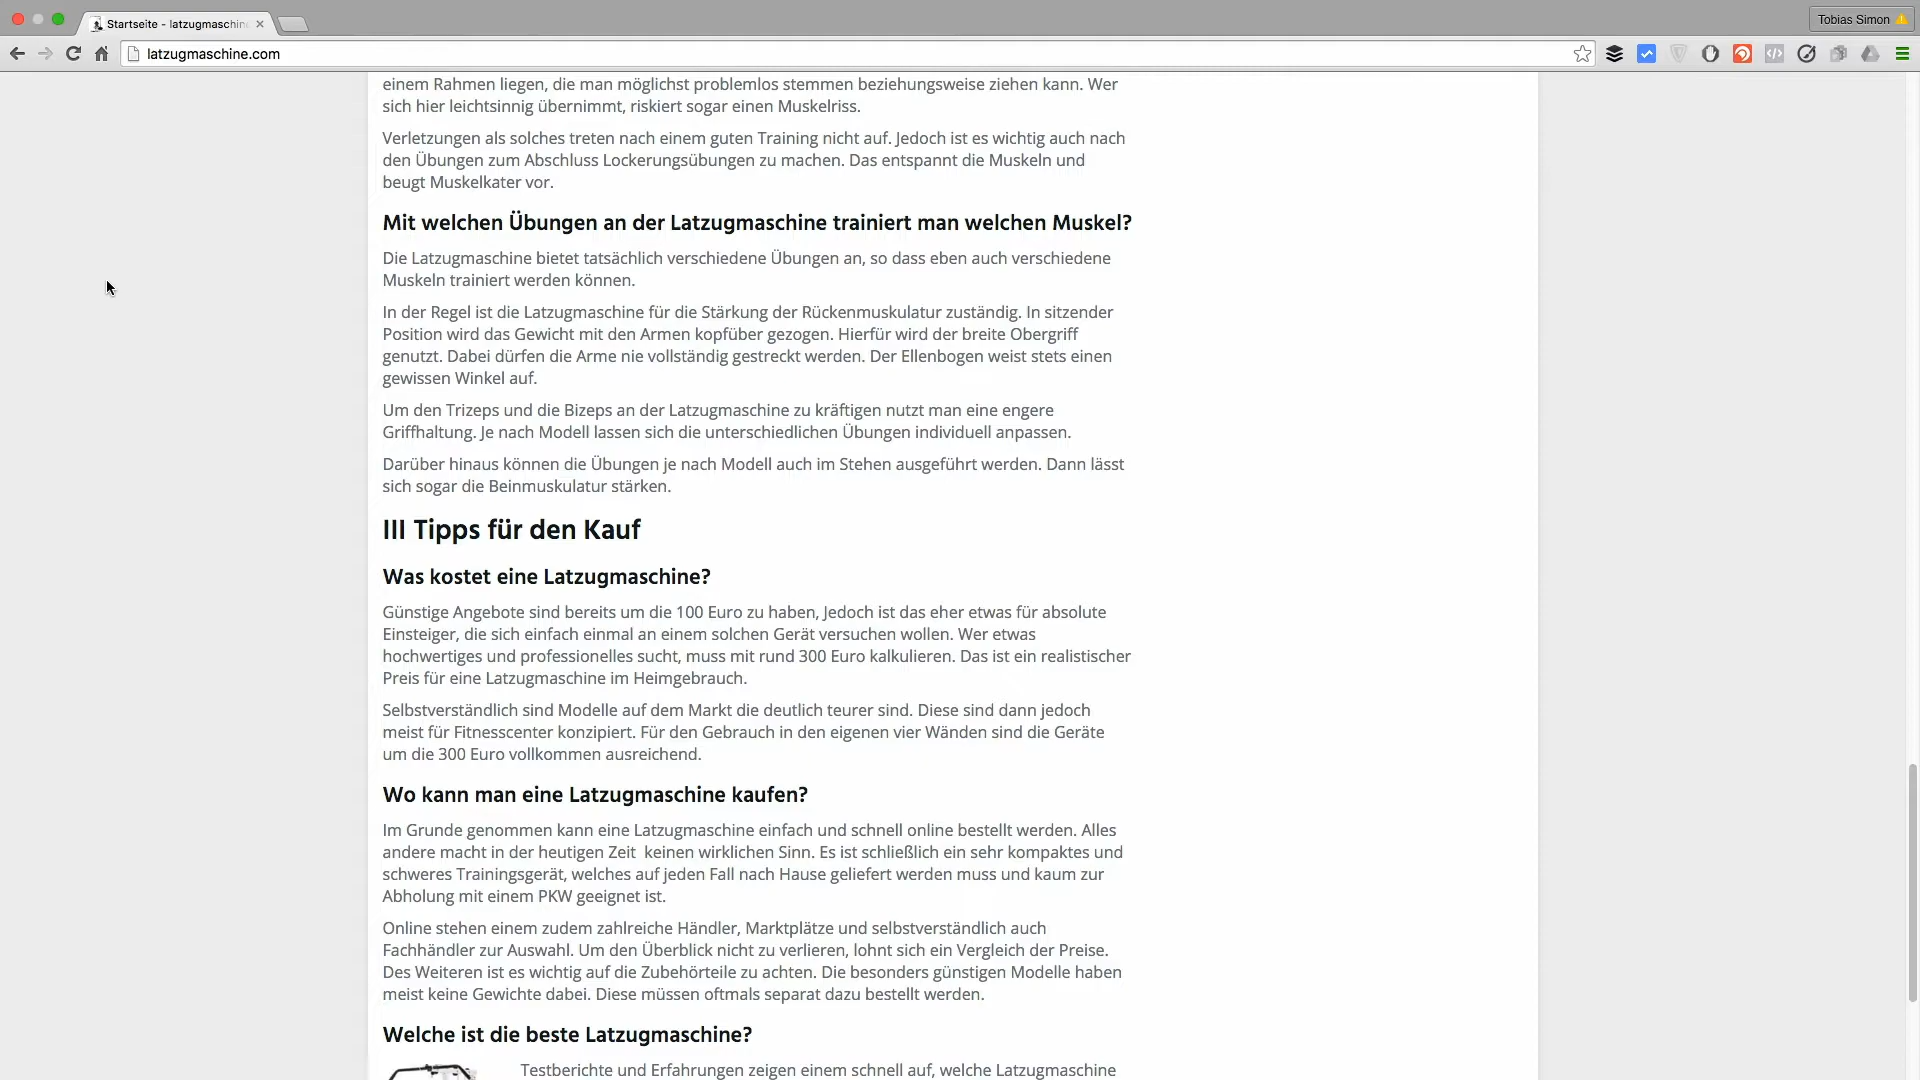 Startseite - latzugmaschin
Tobias Simon
latzugmaschine.com
einem Rahmen liegen, die man möglichst problemlos stemmen beziehungsweise ziehen kann. Wer
sich hier leichtsinnig übernimmt, riskiert sogar einen Muskelriss.
Verletzungen als solches treten nach einem guten Training nicht auf. Jedoch ist es wichtig auch nach
den Übungen zum Abschluss Lockerungsübungen zu machen. Das entspannt die Muskeln und
beugt Muskelkater vor.
Mit welchen Übungen an der Latzugmaschine trainiert man welchen Muskel?
Die Latzugmaschine bietet tatsächlich verschiedene Übungen an, so dass eben auch verschiedene
Muskeln trainiert werden können.
In der Regel ist die Latzugmaschine für die Stärkung der Rückenmuskulatur zuständig. In sitzender
Position wird das Gewicht mit den Armen kopfüber gezogen. Hierfür wird der breite Obergriff
genutzt. Dabei dürfen die Arme nie vollständig gestreckt werden. Der Ellenbogen weist stets einen
gewissen Winkel auf.
Um den Trizeps und die Bizeps an der Latzugmaschine zu kräftigen nutzt man eine engere
Griffhaltung. Je nach Modell lassen sich die unterschiedlichen Übungen individuell anpassen.
Darüber hinaus können die Übungen je nach Modell auch im Stehen ausgeführt werden. Dann lässt
sich sogar die Beinmuskulatur stärken.
III Tipps für den Kauf
Was kostet eine Latzugmaschine?
Günstige Angebote sind bereits um die 100 Euro zu haben, Jedoch ist das eher etwas für absolute
Einsteiger, die sich einfach einmal an einem solchen Gerät versuchen wollen. Wer etwas
hochwertiges und professionelles sucht, muss mit rund 300 Euro kalkulieren. Das ist ein realistischer
Preis für eine Latzugmaschine im Heimgebrauch.
Selbstverständlich sind Modelle auf dem Markt die deutlich teurer sind. Diese sind dann jedoch
meist für Fitnesscenter konzipiert. Für den Gebrauch in den eigenen vier Wänden sind die Geräte
um die 300 Euro vollkommen ausreichend.
Wo kann man eine Latzugmaschine kaufen?
Im Grunde genommen kann eine Latzugmaschine einfach und schnell online bestellt werden. Alles
andere macht in der heutigen Zeit  keinen wirklichen Sinn. Es ist schließlich ein sehr kompaktes und
schweres Trainingsgerät, welches auf jeden Fall nach Hause geliefert werden muss und kaum zur
Abholung mit einem PKW geeignet ist.
Online stehen einem zudem zahlreiche Händler, Marktplätze und selbstverständlich auch
Fachhändler zur Auswahl. Um den Überblick nicht zu verlieren, lohnt sich ein Vergleich der Preise.
Des Weiteren ist es wichtig auf die Zubehörteile zu achten. Die besonders günstigen Modelle haben
meist keine Gewichte dabei. Diese müssen oftmals separat dazu bestellt werden.
Welche ist die beste Latzugmaschine?
Testberichte und Erfahrungen zeigen einem schnell auf, welche Latzugmaschine